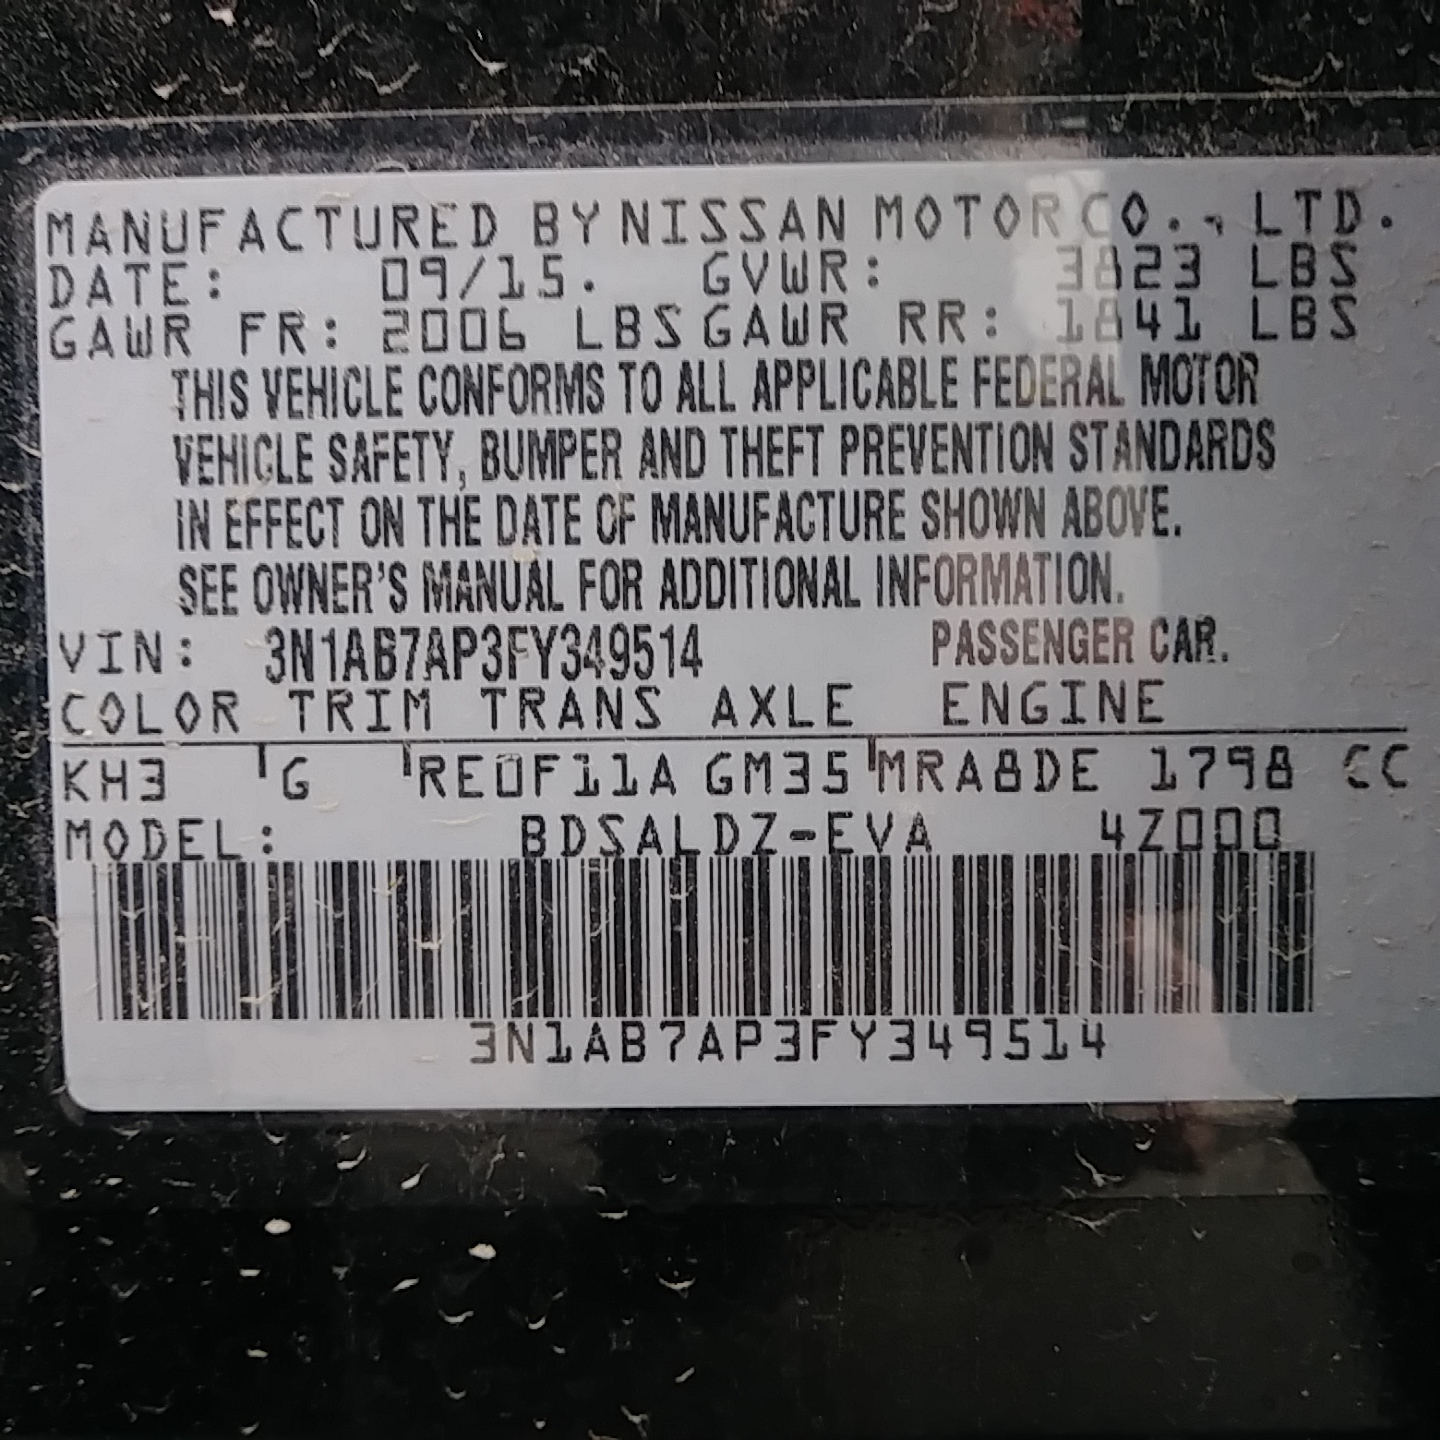 MANUFACTURED BY NISSAN MOTOR CO., LTD.
DATE: 09/15. GVWR: 3823 LBS
GAWR FR: 2006 LBS GAWR RR: 1841 LBS
THIS VEHICLE CONFORMS TO ALL APPLICABLE FEDERAL MOTOR
VEHICLE SAFETY, BUMPER AND THEFT PREVENTION STANDARDS
IN EFFECT ON THE DATE OF MANUFACTURE SHOWN ABOVE.
SEE OWNER'S MANUAL FOR ADDITIONAL INFORMATION.
VIN: 3N1AB7AP3FY349514 PASSENGER CAR.
COLOR TRIM TRANS AXLE ENGINE
KH3 G RE0F11A GM35 MRA8DE 1798 CC
MODEL: BDSALDZ-EVA 4Z000
3N1AB7AP3FY349514